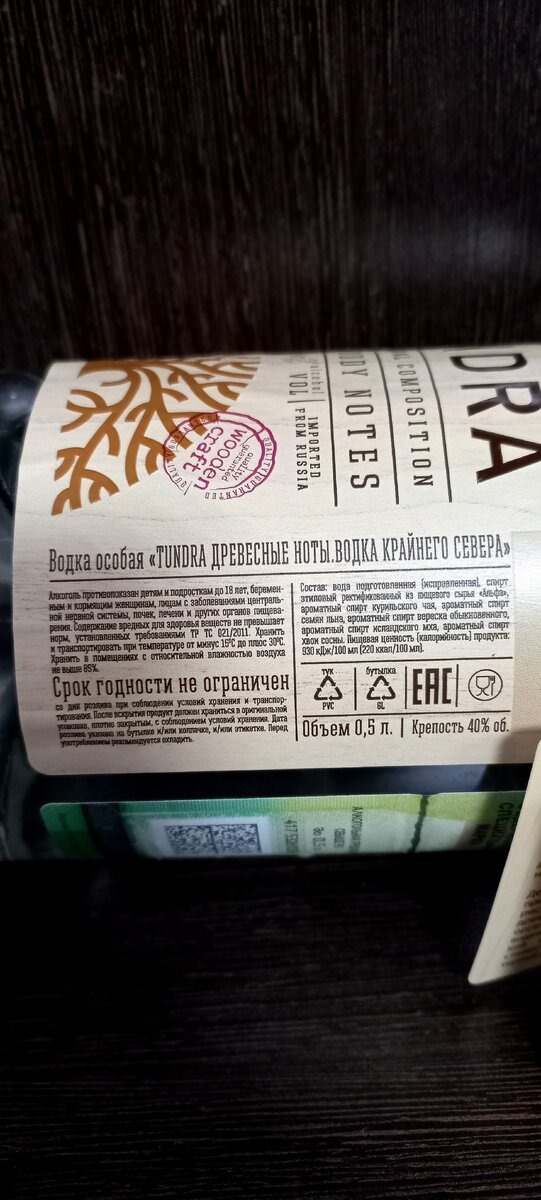 DRA
COMPOSITION
DY NOTES
VOL
IMPORTED
FROM RUSSIA
wooden
craft
quality
guaranteed
Водка особая «TUNDRA ДРЕВЕСНЫЕ НОТЫ.ВОДКА КРАЙНЕГО СЕВЕРА»
Алкоголь противопоказан детям и подросткам до 18 лет, беремен-
ным и кормящим женщинам, лицам с заболеваниями централь-
ной нервной системы, почек, печени и других органов пищева-
рения. Содержание вредных для здоровья веществ не превышает
норм, установленных требованиями ТР ТС 021/2011. Хранить
и транспортировать при температуре от минус 15°С до плюс 30°С.
Хранить в помещениях с относительной влажностью воздуха
не выше 85%.
Срок годности не ограничен
со дня розлива при соблюдении условий хранения и транспор-
тирования. После вскрытия продукт должен храниться в оригинальной
упаковке, плотно закрытым, с соблюдением условий хранения. Дата
розлива указана на бутылке и/или колпачке, и/или этикетке. Перед
употреблением рекомендуется охладить.
Состав: вода подготовленная (исправленная), спирт
этиловый ректификованный из пищевого сырья «Альфа»,
ароматный спирт курильского чая, ароматный спирт
семян льна, ароматный спирт вереска обыкновенного,
ароматный спирт исландского мха, ароматный спирт
хвои сосны. Пищевая ценность (калорийность) продукта:
930 кДж/100 мл (220 ккал/100 мл).
тук
PVC
бутылка
GL
EAC
Объем 0,5 л. | Крепость 40% об.